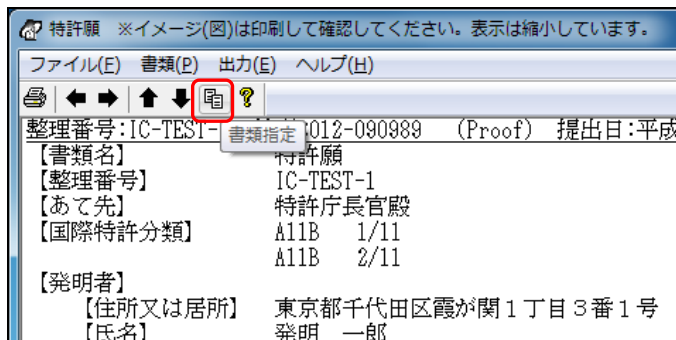 特許願 ※イメージ(図)は印刷して確認してください。表示は縮小しています。
ファイル(F) 書類(P) 出力(E) ヘルプ(H)
整理番号:IC-TEST- 012-090989 (Proof) 提出日:平成
書類指定
【書類名】 特許願
【整理番号】 IC-TEST-1
【あて先】 特許庁長官殿
【国際特許分類】 A11B 1/11
A11B 2/11
【発明者】
【住所又は居所】 東京都千代田区霞が関1丁目3番1号
【氏名】 発明 一郎